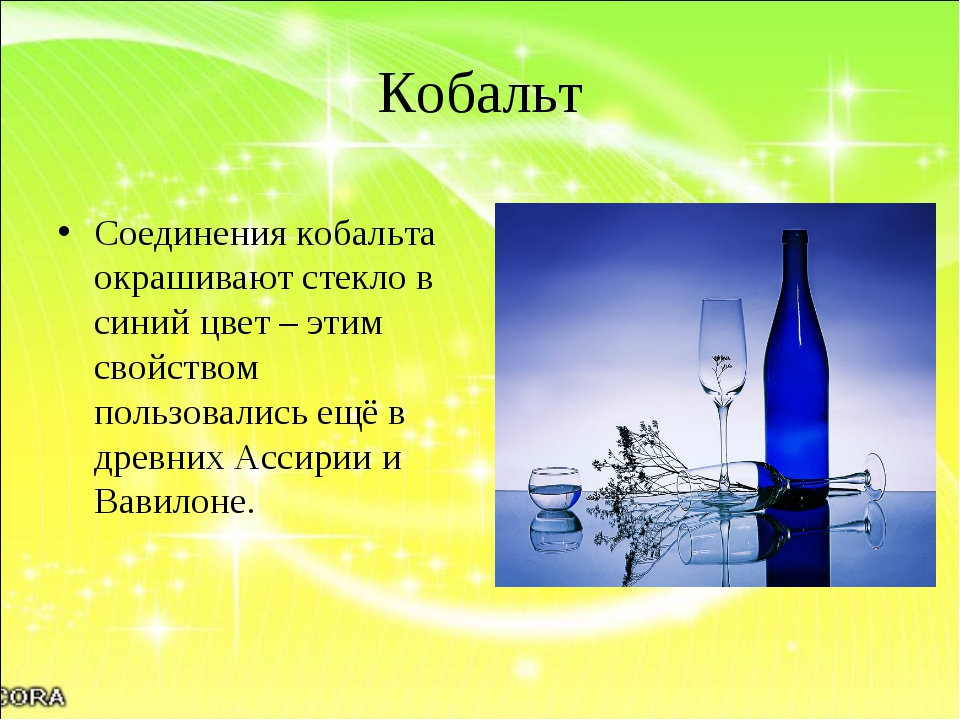 Кобальт
• Соединения кобальта
окрашивают стекло в
синий цвет – этим
свойством
пользовались ещё в
древних Ассирии и
Вавилоне.
CORA